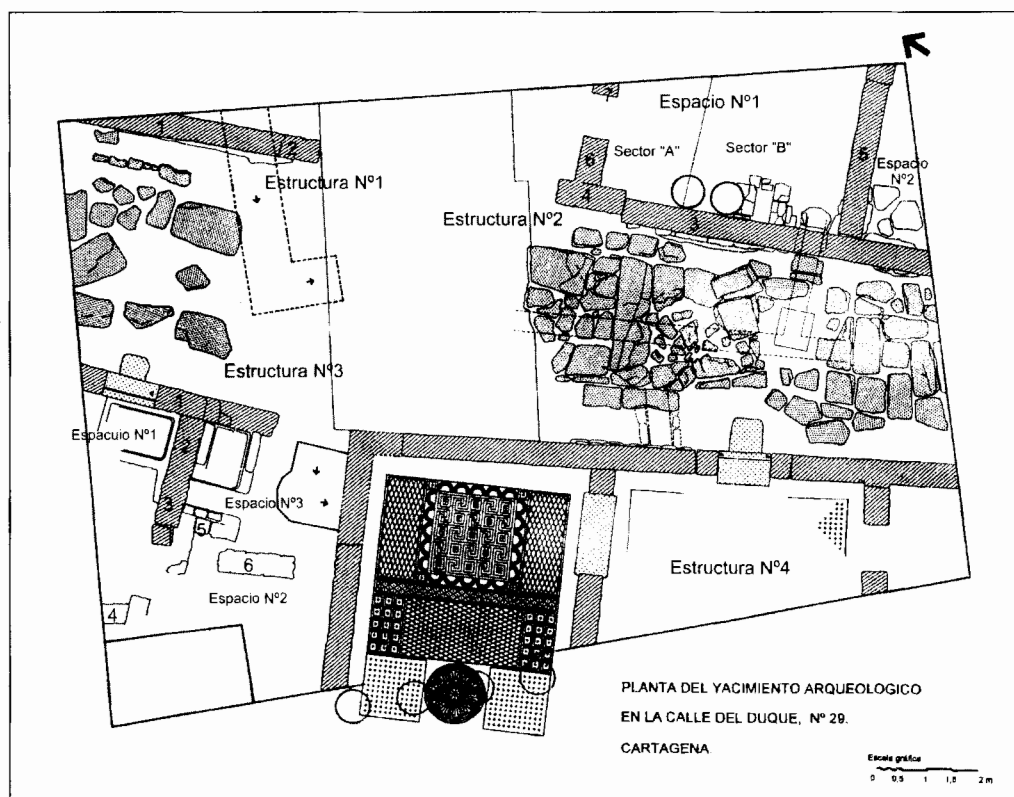 Espacio Nº1
Sector "A"
Sector "B"
Espacio
Nº2
Estructura Nº1
Estructura Nº2
1
2
7
6
4
3
5
Estructura Nº3
Espacuio Nº1
1
2
3
Espacio Nº3
5
6
Espacio Nº2
4
Estructura Nº4
PLANTA DEL YACIMIENTO ARQUEOLOGICO
EN LA CALLE DEL DUQUE, Nº 29.
CARTAGENA
Escala gráfica
0 0,5 1 1,5 2 m